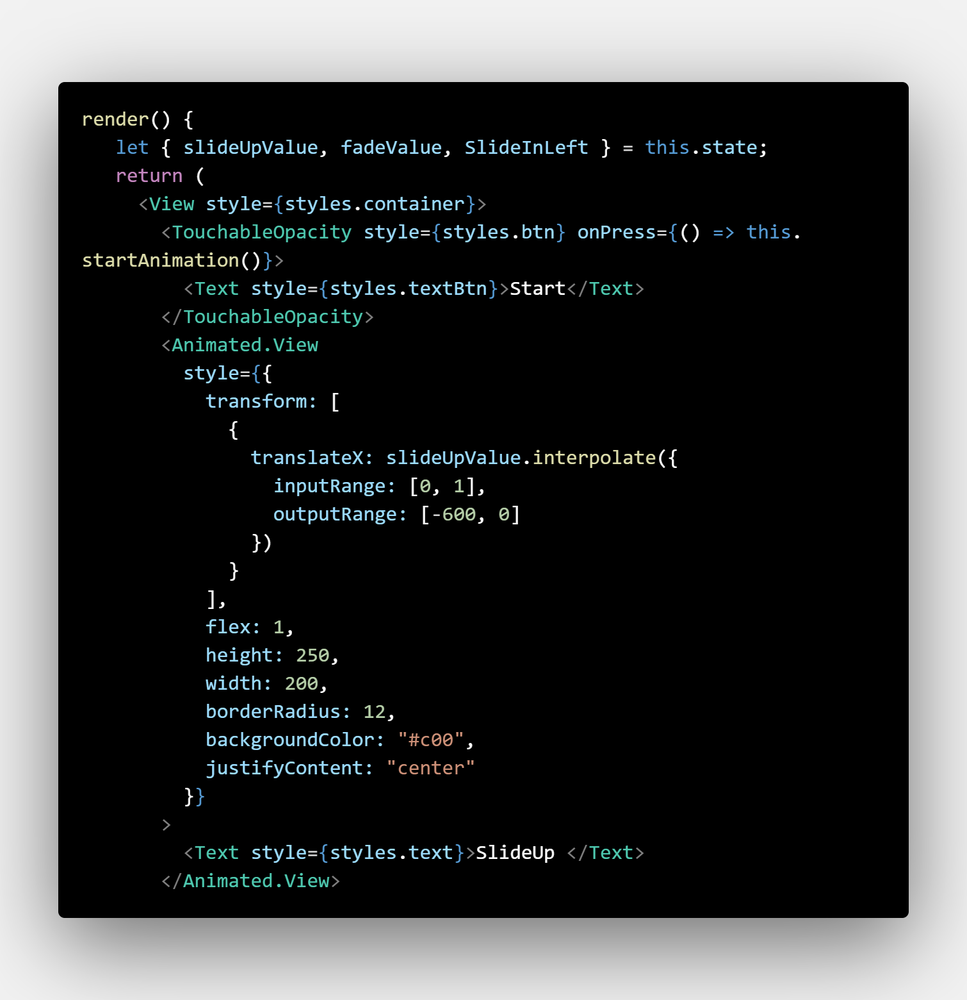 render() {
   let { slideUpValue, fadeValue, SlideInLeft } = this.state;
   return (
     <View style={styles.container}>
       <TouchableOpacity style={styles.btn} onPress={() => this.
startAnimation()}>
         <Text style={styles.textBtn}>Start</Text>
       </TouchableOpacity>
       <Animated.View
         style={{
           transform: [
             {
               translateX: slideUpValue.interpolate({
                 inputRange: [0, 1],
                 outputRange: [-600, 0]
               })
             }
           ],
           flex: 1,
           height: 250,
           width: 200,
           borderRadius: 12,
           backgroundColor: "#c00",
           justifyContent: "center"
         }}
       >
         <Text style={styles.text}>SlideUp </Text>
       </Animated.View>